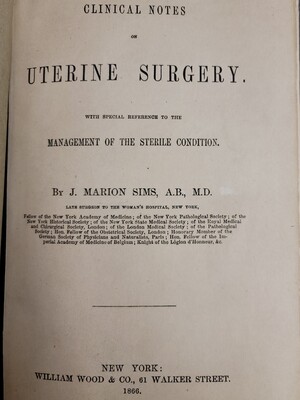 CLINICAL NOTES
ON
UTERINE SURGERY.
WITH SPECIAL REFERENCE TO THE
MANAGEMENT OF THE STERILE CONDITION.
BY J. MARION SIMS, A.B., M.D.
LATE SURGEON TO THE WOMAN'S HOSPITAL, NEW YORK,
Fellow of the New York Academy of Medicine; of the New York Pathological Society; of the
New York Historical Society; of the New York State Medical Society; of the Royal Medical
and Chirurgical Society, London; of the London Medical Society; of the Pathological
Society; Hon. Fellow of the Obstetrical Society, London; Honorary Member of the
German Society of Physicians and Naturalists, Paris; Hon. Fellow of the Im-
perial Academy of Medicine of Belgium; Knight of the Légion d'Honneur, &c.
NEW YORK:
WILLIAM WOOD & CO., 61 WALKER STREET.
1866.